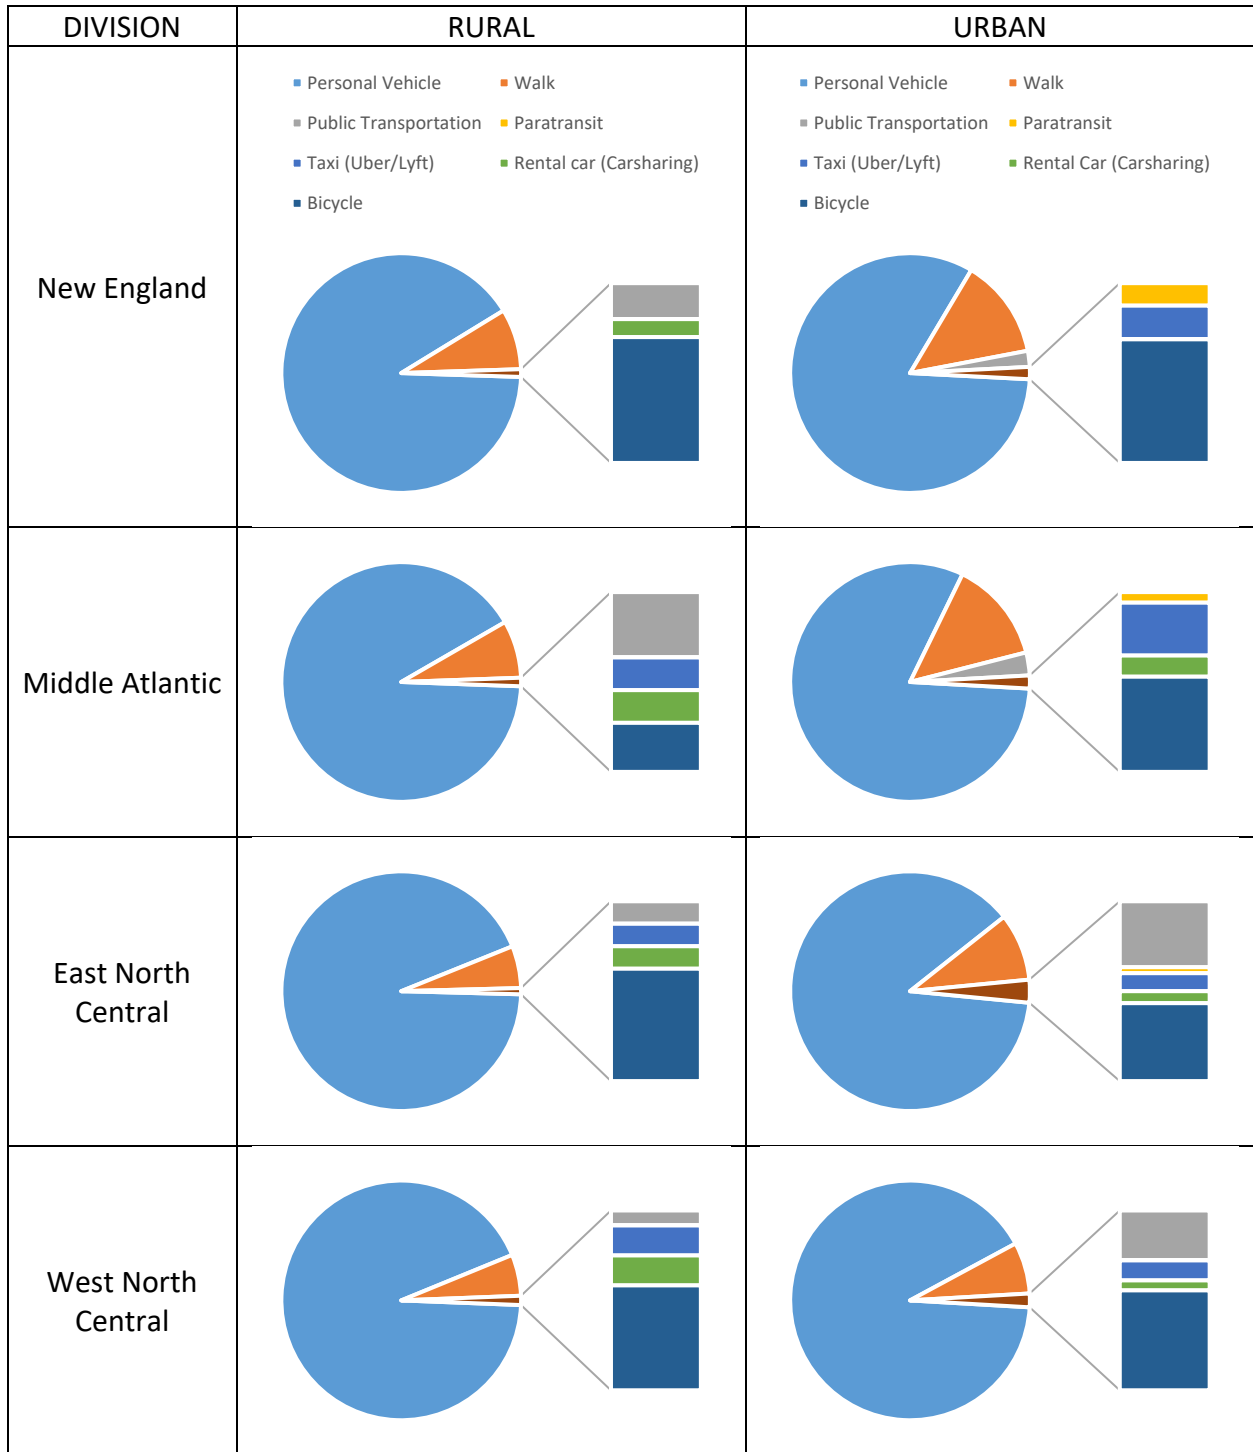 DIVISION
RURAL
URBAN
New England
Personal Vehicle
Walk
Public Transportation
Paratransit
Taxi (Uber/Lyft)
Rental car (Carsharing)
Bicycle
Personal Vehicle
Walk
Public Transportation
Paratransit
Taxi (Uber/Lyft)
Rental Car (Carsharing)
Bicycle
Middle Atlantic
East North
Central
West North
Central